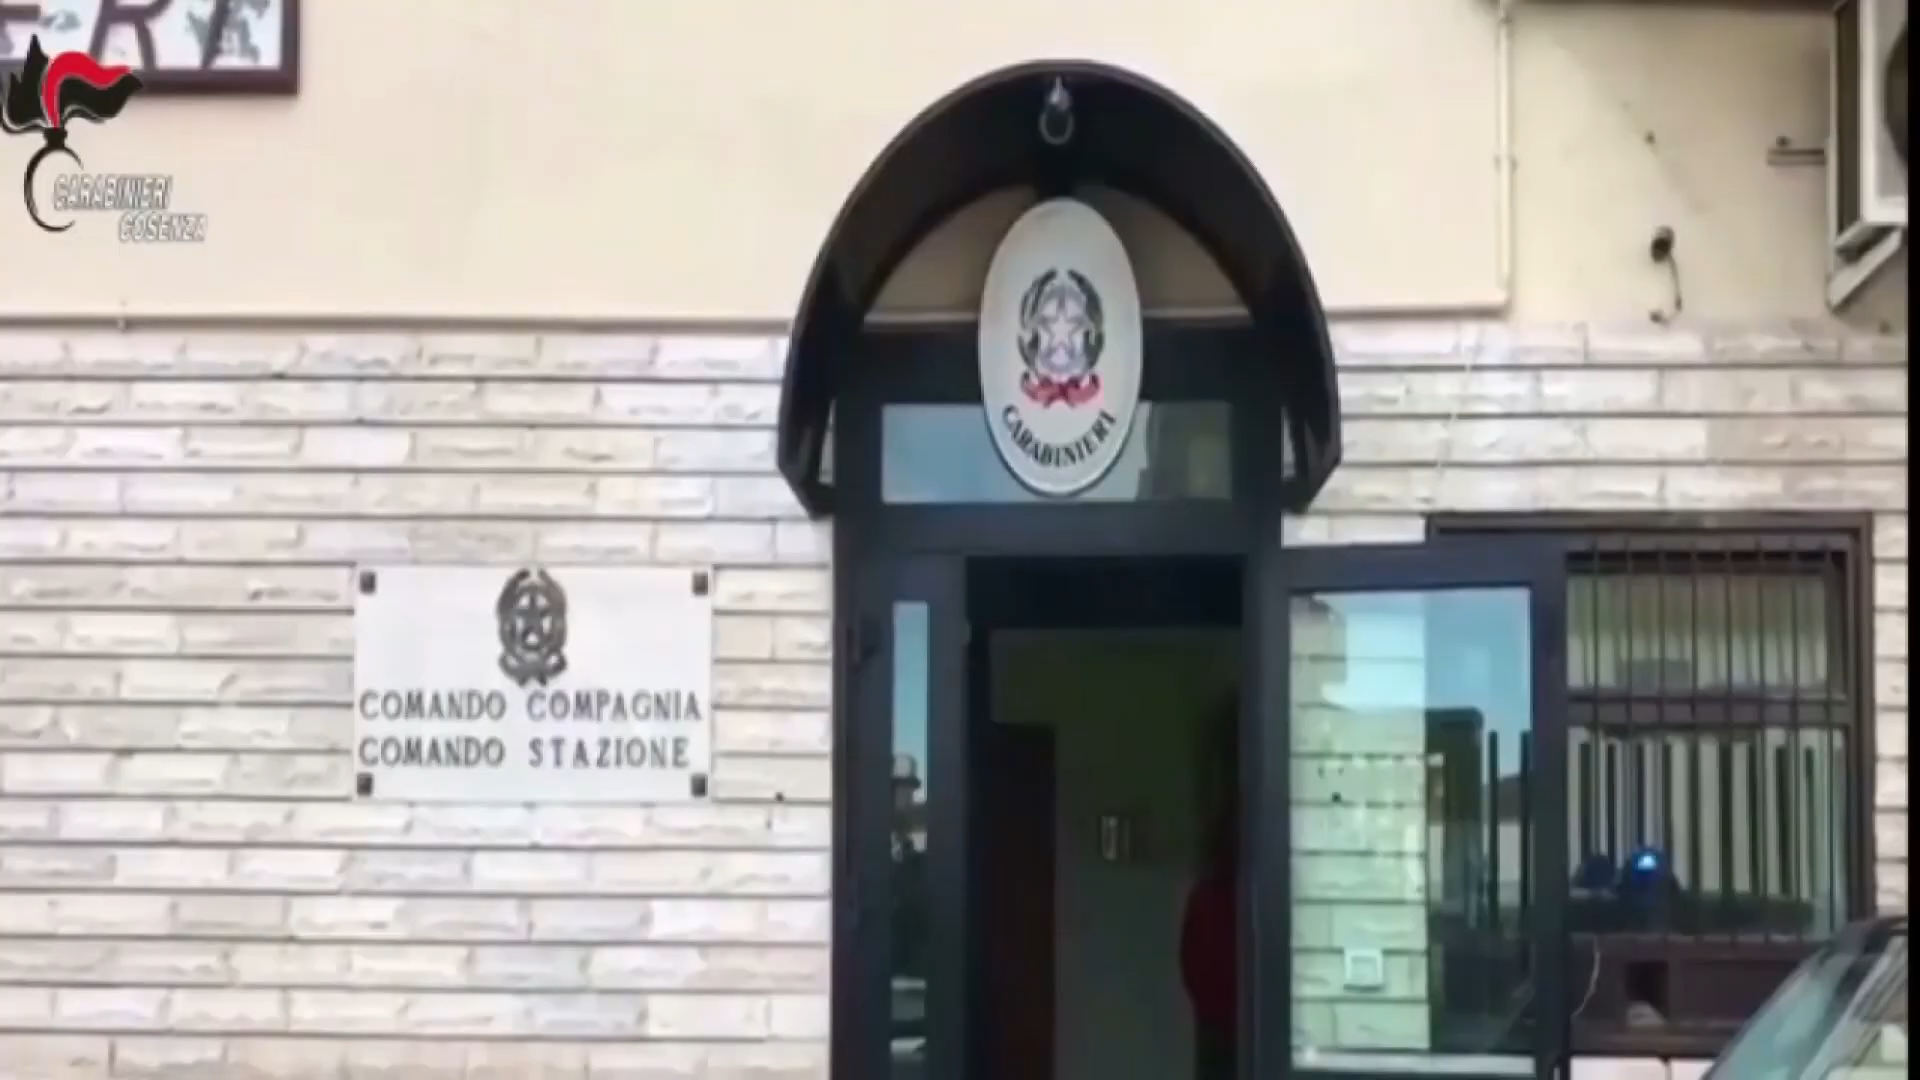 CARABINIERI
COSENZA
CARABINIERI
COMANDO COMPAGNIA
COMANDO STAZIONE